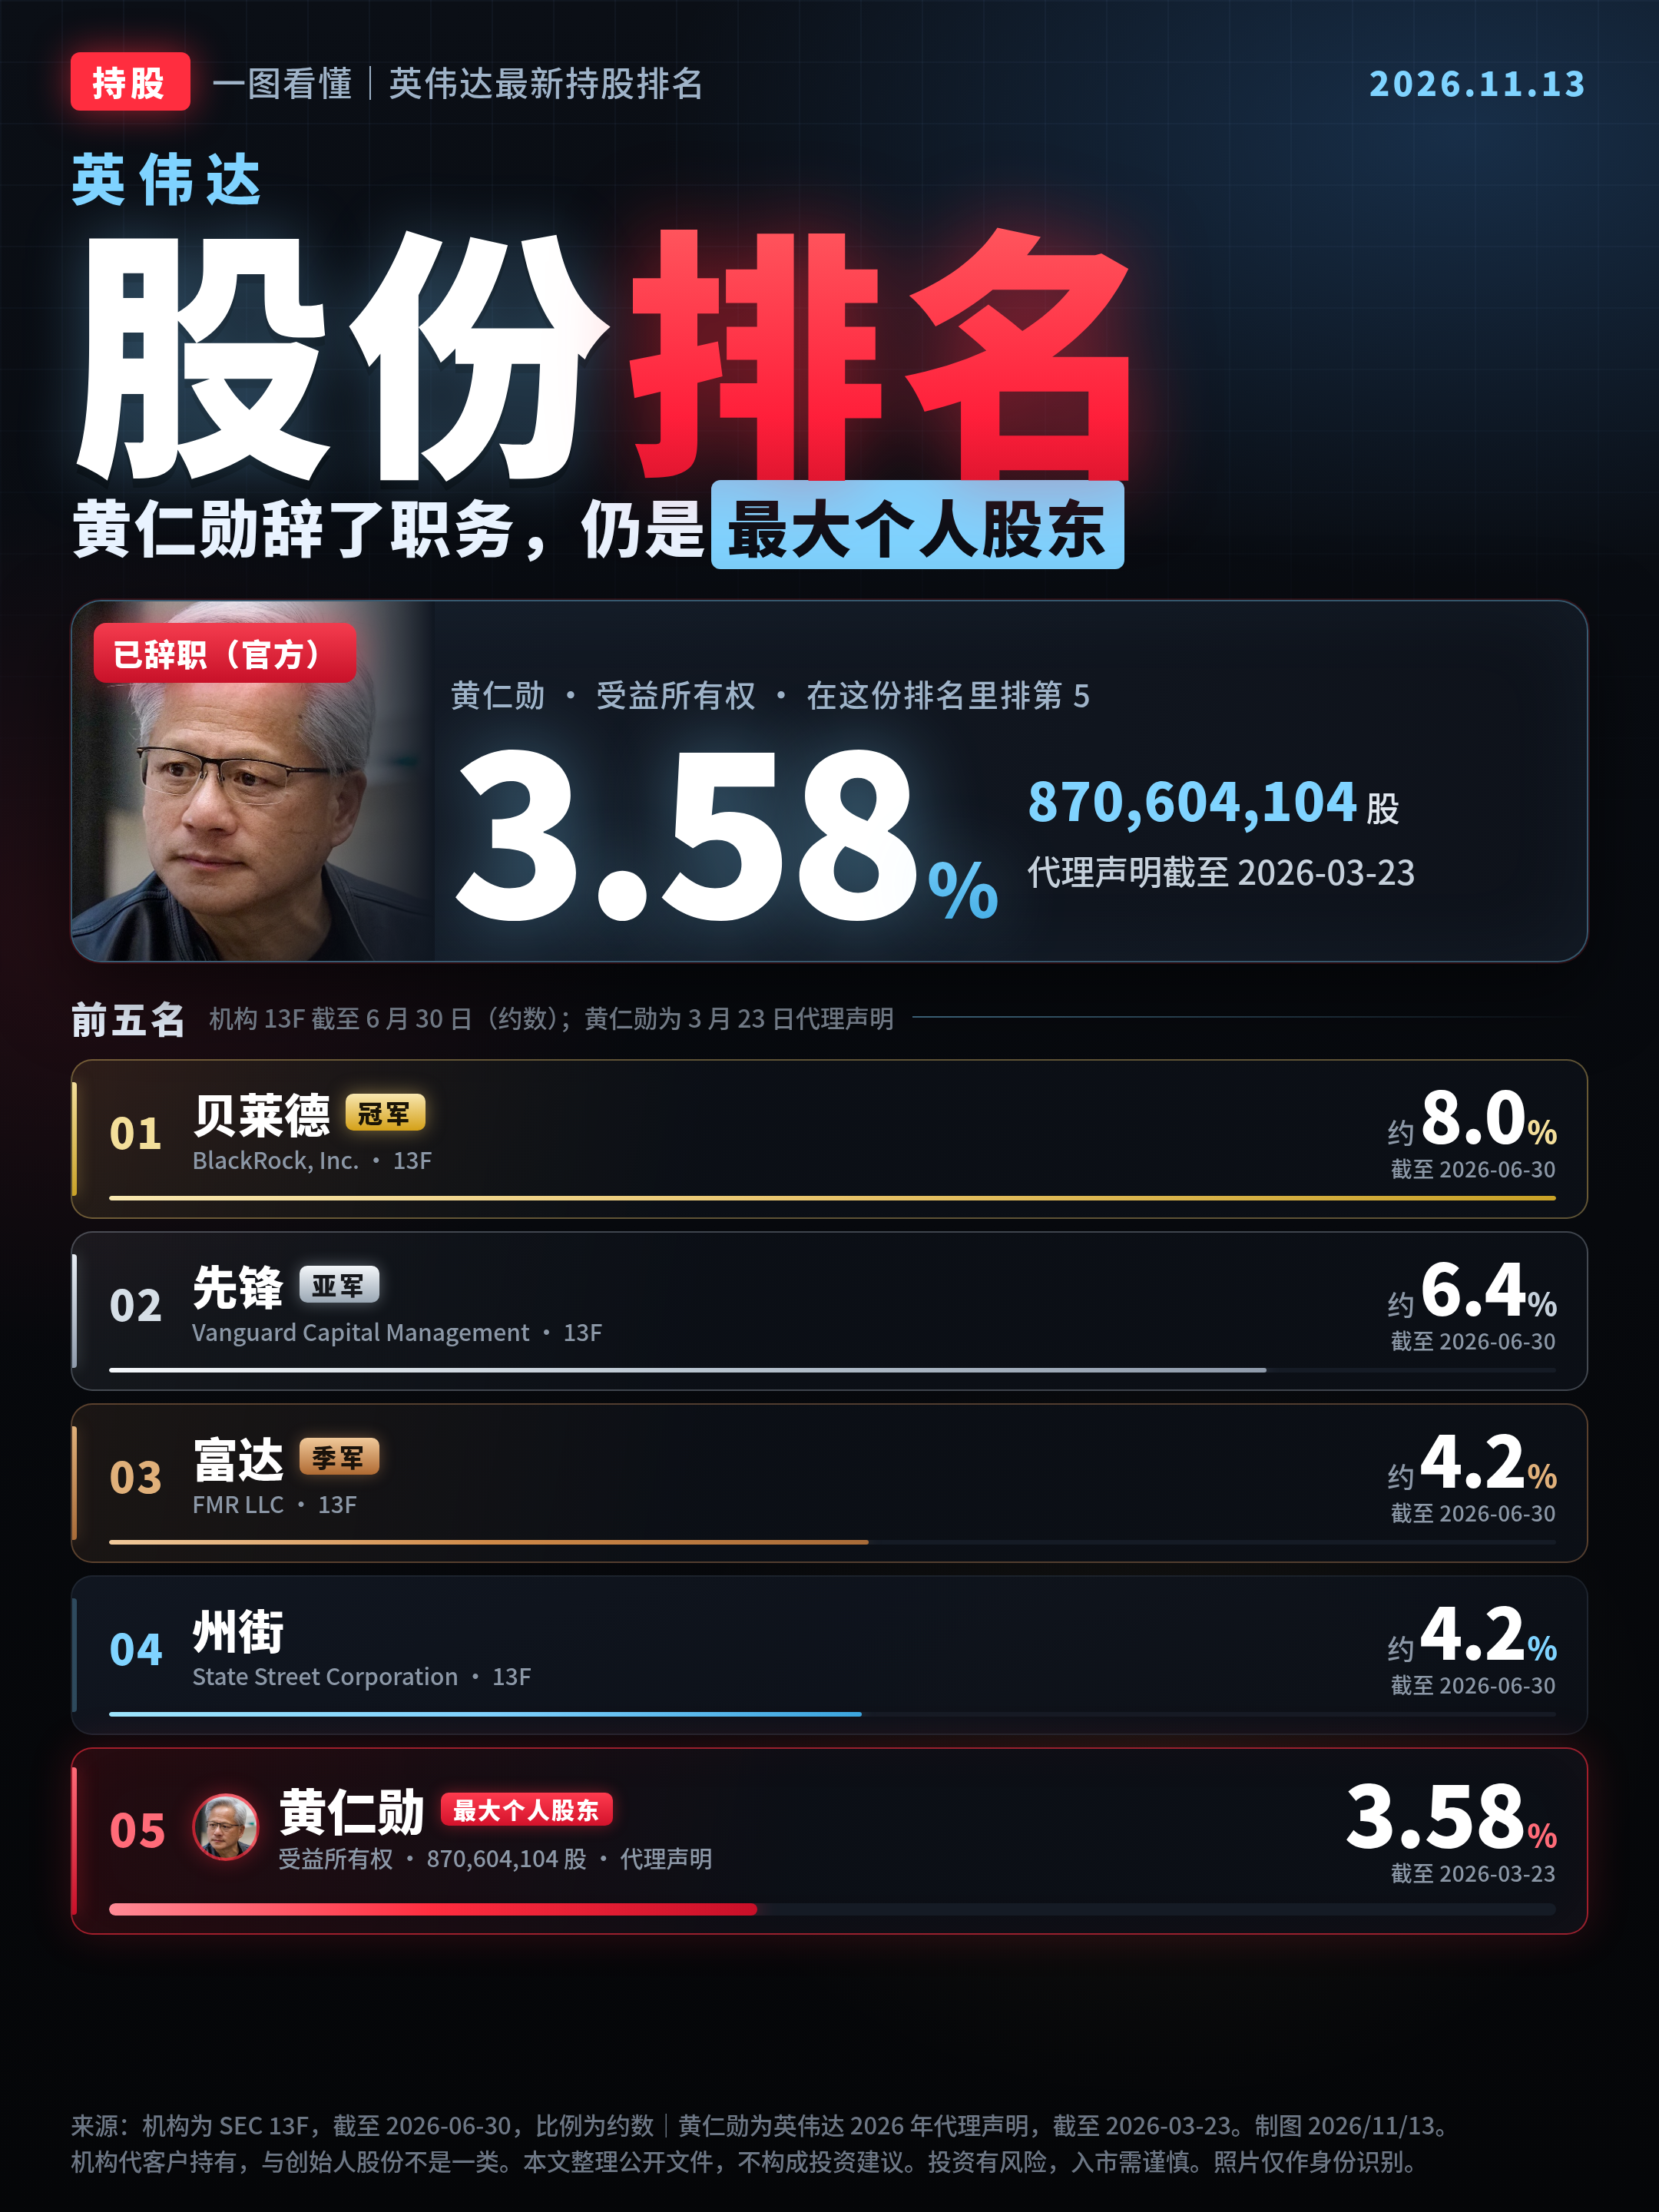 持股 一图看懂｜英伟达最新持股排名 2026.11.13
英伟达
股份排名
黄仁勋辞了职务，仍是最大个人股东
已辞职（官方）
黄仁勋 · 受益所有权 · 在这份排名里排第 5
3.58%
870,604,104 股
代理声明截至 2026-03-23
前五名 机构 13F 截至 6 月 30 日（约数）；黄仁勋为 3 月 23 日代理声明
01 贝莱德 冠军
BlackRock, Inc. · 13F
约 8.0%
截至 2026-06-30
02 先锋 亚军
Vanguard Capital Management · 13F
约 6.4%
截至 2026-06-30
03 富达 季军
FMR LLC · 13F
约 4.2%
截至 2026-06-30
04 州街
State Street Corporation · 13F
约 4.2%
截至 2026-06-30
05 黄仁勋 最大个人股东
受益所有权 · 870,604,104 股 · 代理声明
3.58%
截至 2026-03-23
来源：机构为 SEC 13F，截至 2026-06-30，比例为约数｜黄仁勋为英伟达 2026 年代理声明，截至 2026-03-23。制图 2026/11/13。
机构代客户持有，与创始人股份不是一类。本文整理公开文件，不构成投资建议。投资有风险，入市需谨慎。照片仅作身份识别。